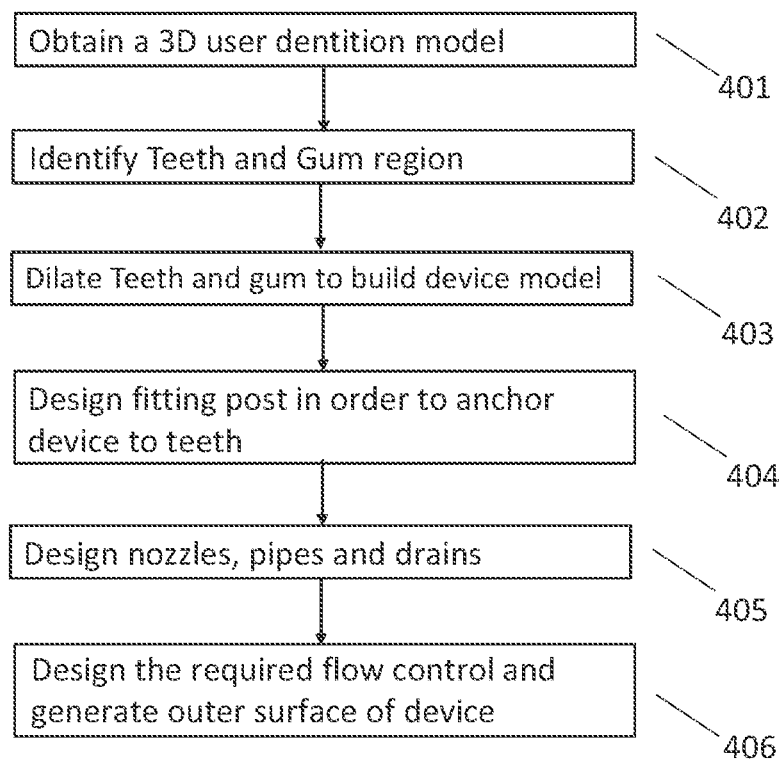 Obtain a 3D user dentition model
401
Identify Teeth and Gum region
402
Dilate Teeth and gum to build device model
403
Design fitting post in order to anchor
device to teeth
404
Design nozzles, pipes and drains
405
Design the required flow control and
generate outer surface of device
406